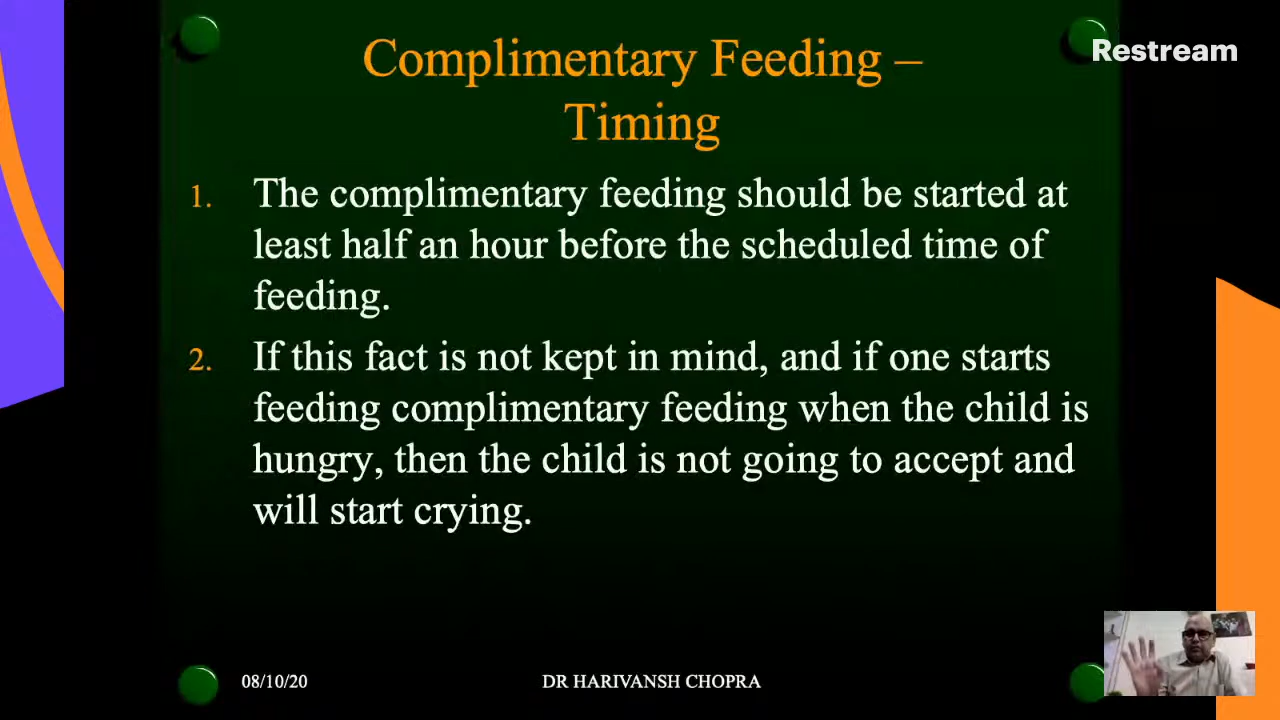 Complimentary Feeding –
Timing
Restream
1. The complimentary feeding should be started at
least half an hour before the scheduled time of
feeding.
2. If this fact is not kept in mind, and if one starts
feeding complimentary feeding when the child is
hungry, then the child is not going to accept and
will start crying.
08/10/20
DR HARIVANSH CHOPRA